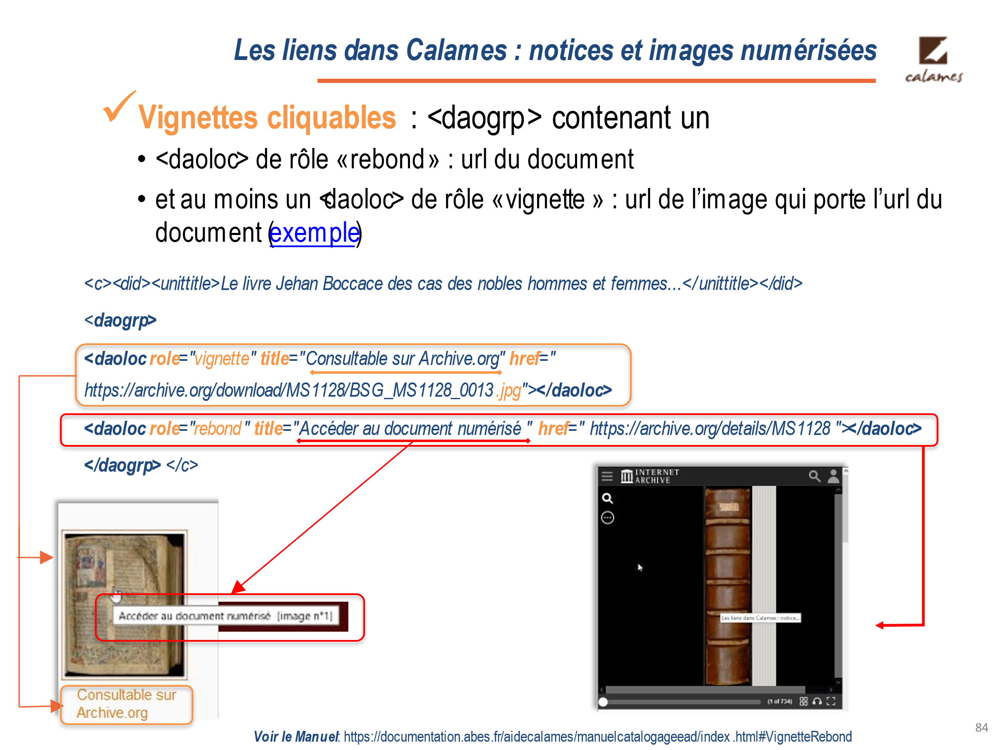 Les liens dans Calames : notices et images numérisées
calames
Vignettes cliquables : <daogrp> contenant un
• <daoloc> de rôle « rebond » : url du document
• et au moins un <daoloc> de rôle « vignette » : url de l’image qui porte l’url du
document (exemple)
<c><did><unittitle>Le livre Jehan Boccace des cas des nobles hommes et femmes...</unittitle></did>
<daogrp>
<daoloc role="vignette" title="Consultable sur Archive.org" href="
https://archive.org/download/MS1128/BSG_MS1128_0013.jpg"></daoloc>
<daoloc role="rebond" title="Accéder au document numérisé " href=" https://archive.org/details/MS1128 "></daoloc>
</daogrp> </c>
INTERNET
ARCHIVE
Accéder au document numérisé [image n°1]
Les liens dans Calames : notice...
(1 of 734)
Consultable sur
Archive.org
Voir le Manuel: https://documentation.abes.fr/aidecalames/manuelcatalogageead/index.html#VignetteRebond
84